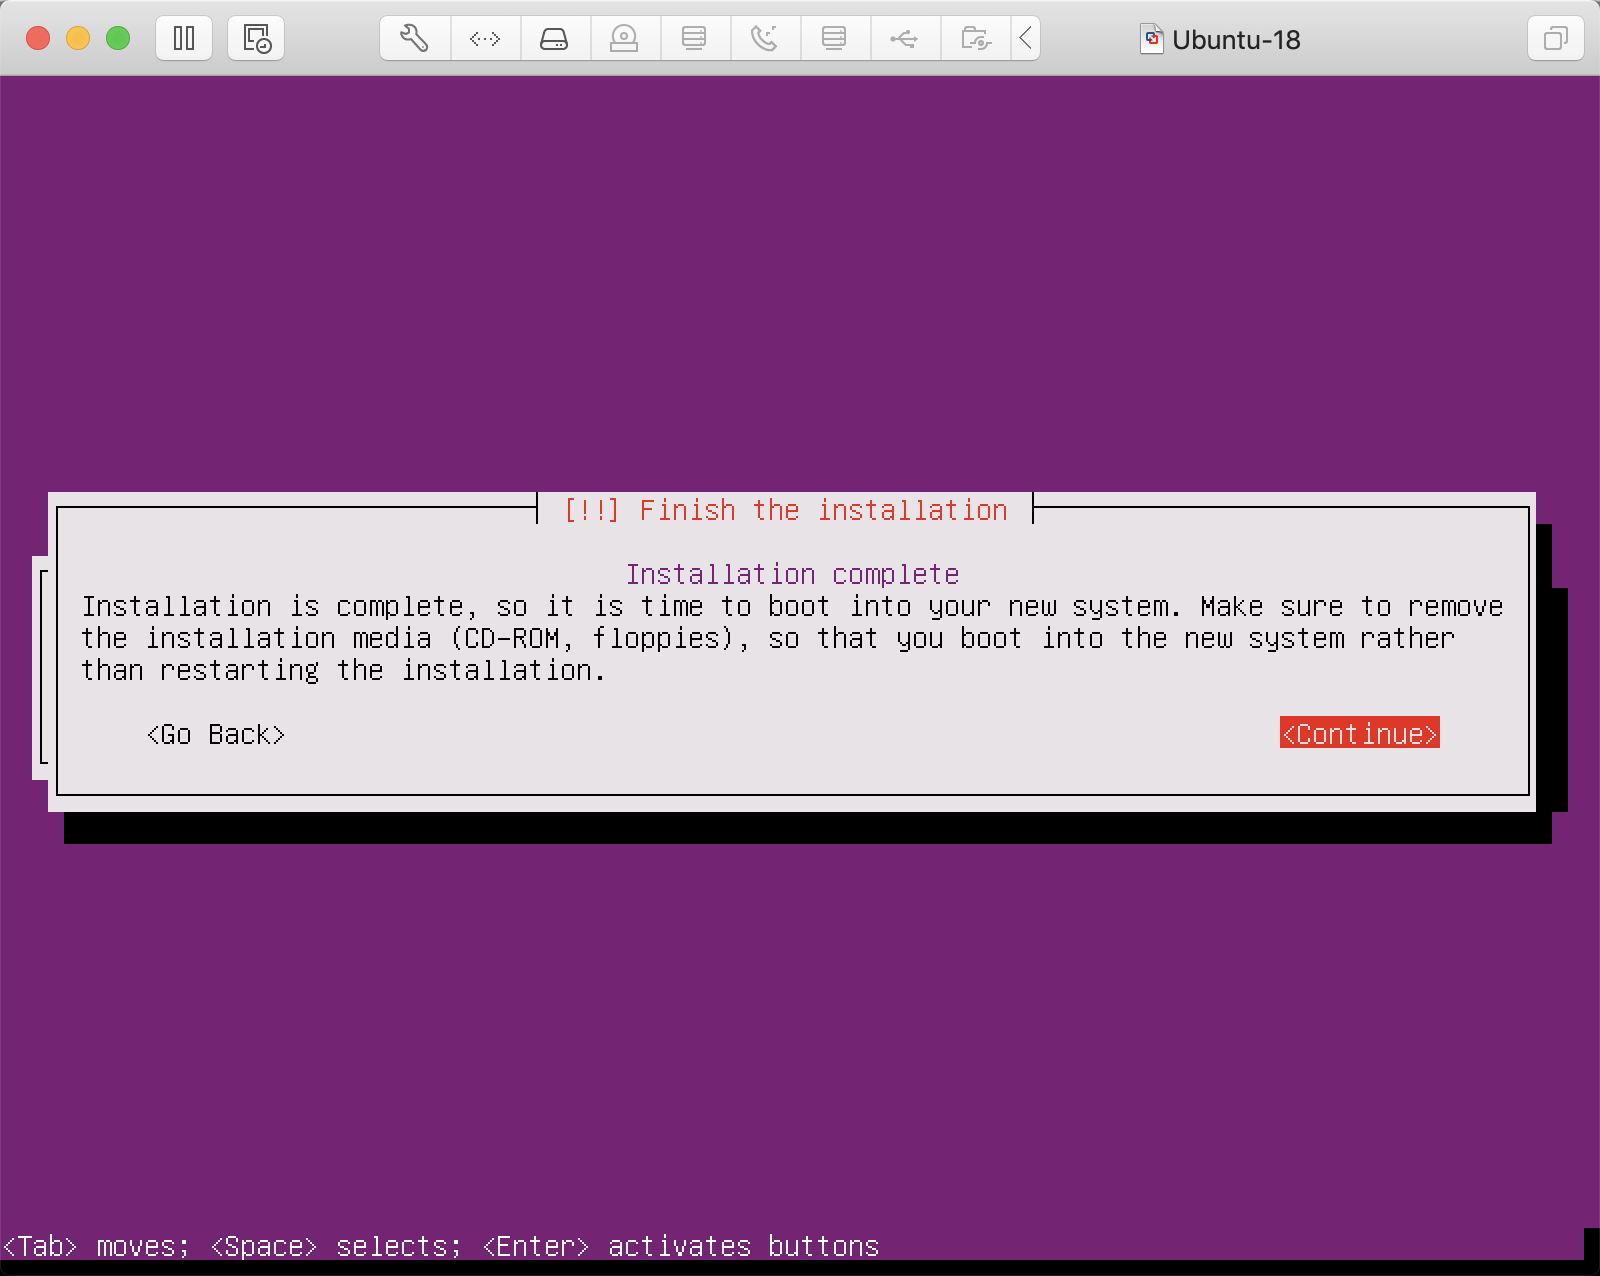 Ubuntu-18
[!!] Finish the installation
Installation complete
Installation is complete, so it is time to boot into your new system. Make sure to remove
the installation media (CD-ROM, floppies), so that you boot into the new system rather
than restarting the installation.
<Go Back> <Continue>
<Tab> moves; <Space> selects; <Enter> activates buttons